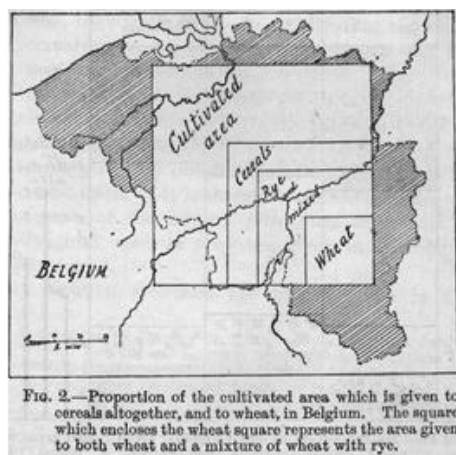 Cultivated
area
Cereals
Rye and
mixed
Wheat
BELGIUM
FIG. 2.—Proportion of the cultivated area which is given to
cereals altogether, and to wheat, in Belgium. The square
which encloses the wheat square represents the area given
to both wheat and a mixture of wheat with rye.